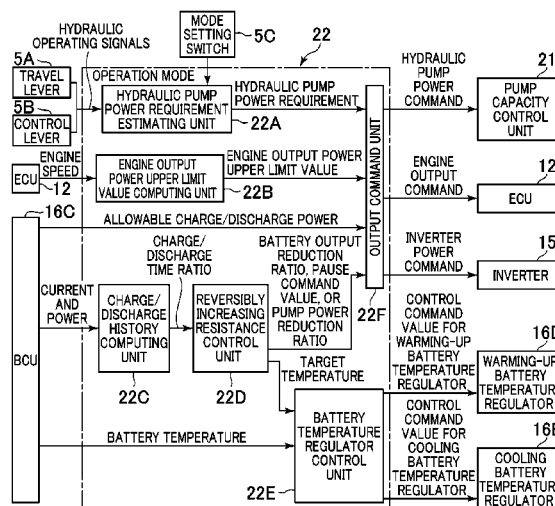 5A
TRAVEL
LEVER
5B
CONTROL
LEVER
HYDRAULIC
OPERATING SIGNALS
MODE
SETTING
SWITCH
5C
22
OPERATION MODE
HYDRAULIC PUMP
POWER REQUIREMENT
ESTIMATING UNIT
22A
HYDRAULIC PUMP
POWER REQUIREMENT
HYDRAULIC
PUMP
POWER
COMMAND
21
PUMP
CAPACITY
CONTROL
UNIT
ECU
12
ENGINE
SPEED
ENGINE OUTPUT
POWER UPPER LIMIT
VALUE COMPUTING UNIT
22B
ENGINE OUTPUT POWER
UPPER LIMIT VALUE
OUTPUT COMMAND UNIT
22F
ENGINE
OUTPUT
COMMAND
12
ECU
16C
BCU
ALLOWABLE CHARGE/DISCHARGE POWER
INVERTER
POWER
COMMAND
15
INVERTER
CURRENT
AND
POWER
CHARGE/
DISCHARGE
HISTORY
COMPUTING
UNIT
22C
CHARGE/
DISCHARGE
TIME RATIO
REVERSIBLY
INCREASING
RESISTANCE
CONTROL
UNIT
22D
BATTERY OUTPUT
REDUCTION
RATIO, PAUSE
COMMAND
VALUE, OR
PUMP POWER
REDUCTION
RATIO
TARGET
TEMPERATURE
BATTERY TEMPERATURE
BATTERY
TEMPERATURE
REGULATOR
CONTROL
UNIT
22E
CONTROL
COMMAND
VALUE FOR
WARMING-UP
BATTERY
TEMPERATURE
REGULATOR
16D
WARMING-UP
BATTERY
TEMPERATURE
REGULATOR
CONTROL
COMMAND
VALUE FOR
COOLING
BATTERY
TEMPERATURE
REGULATOR
16E
COOLING
BATTERY
TEMPERATURE
REGULATOR